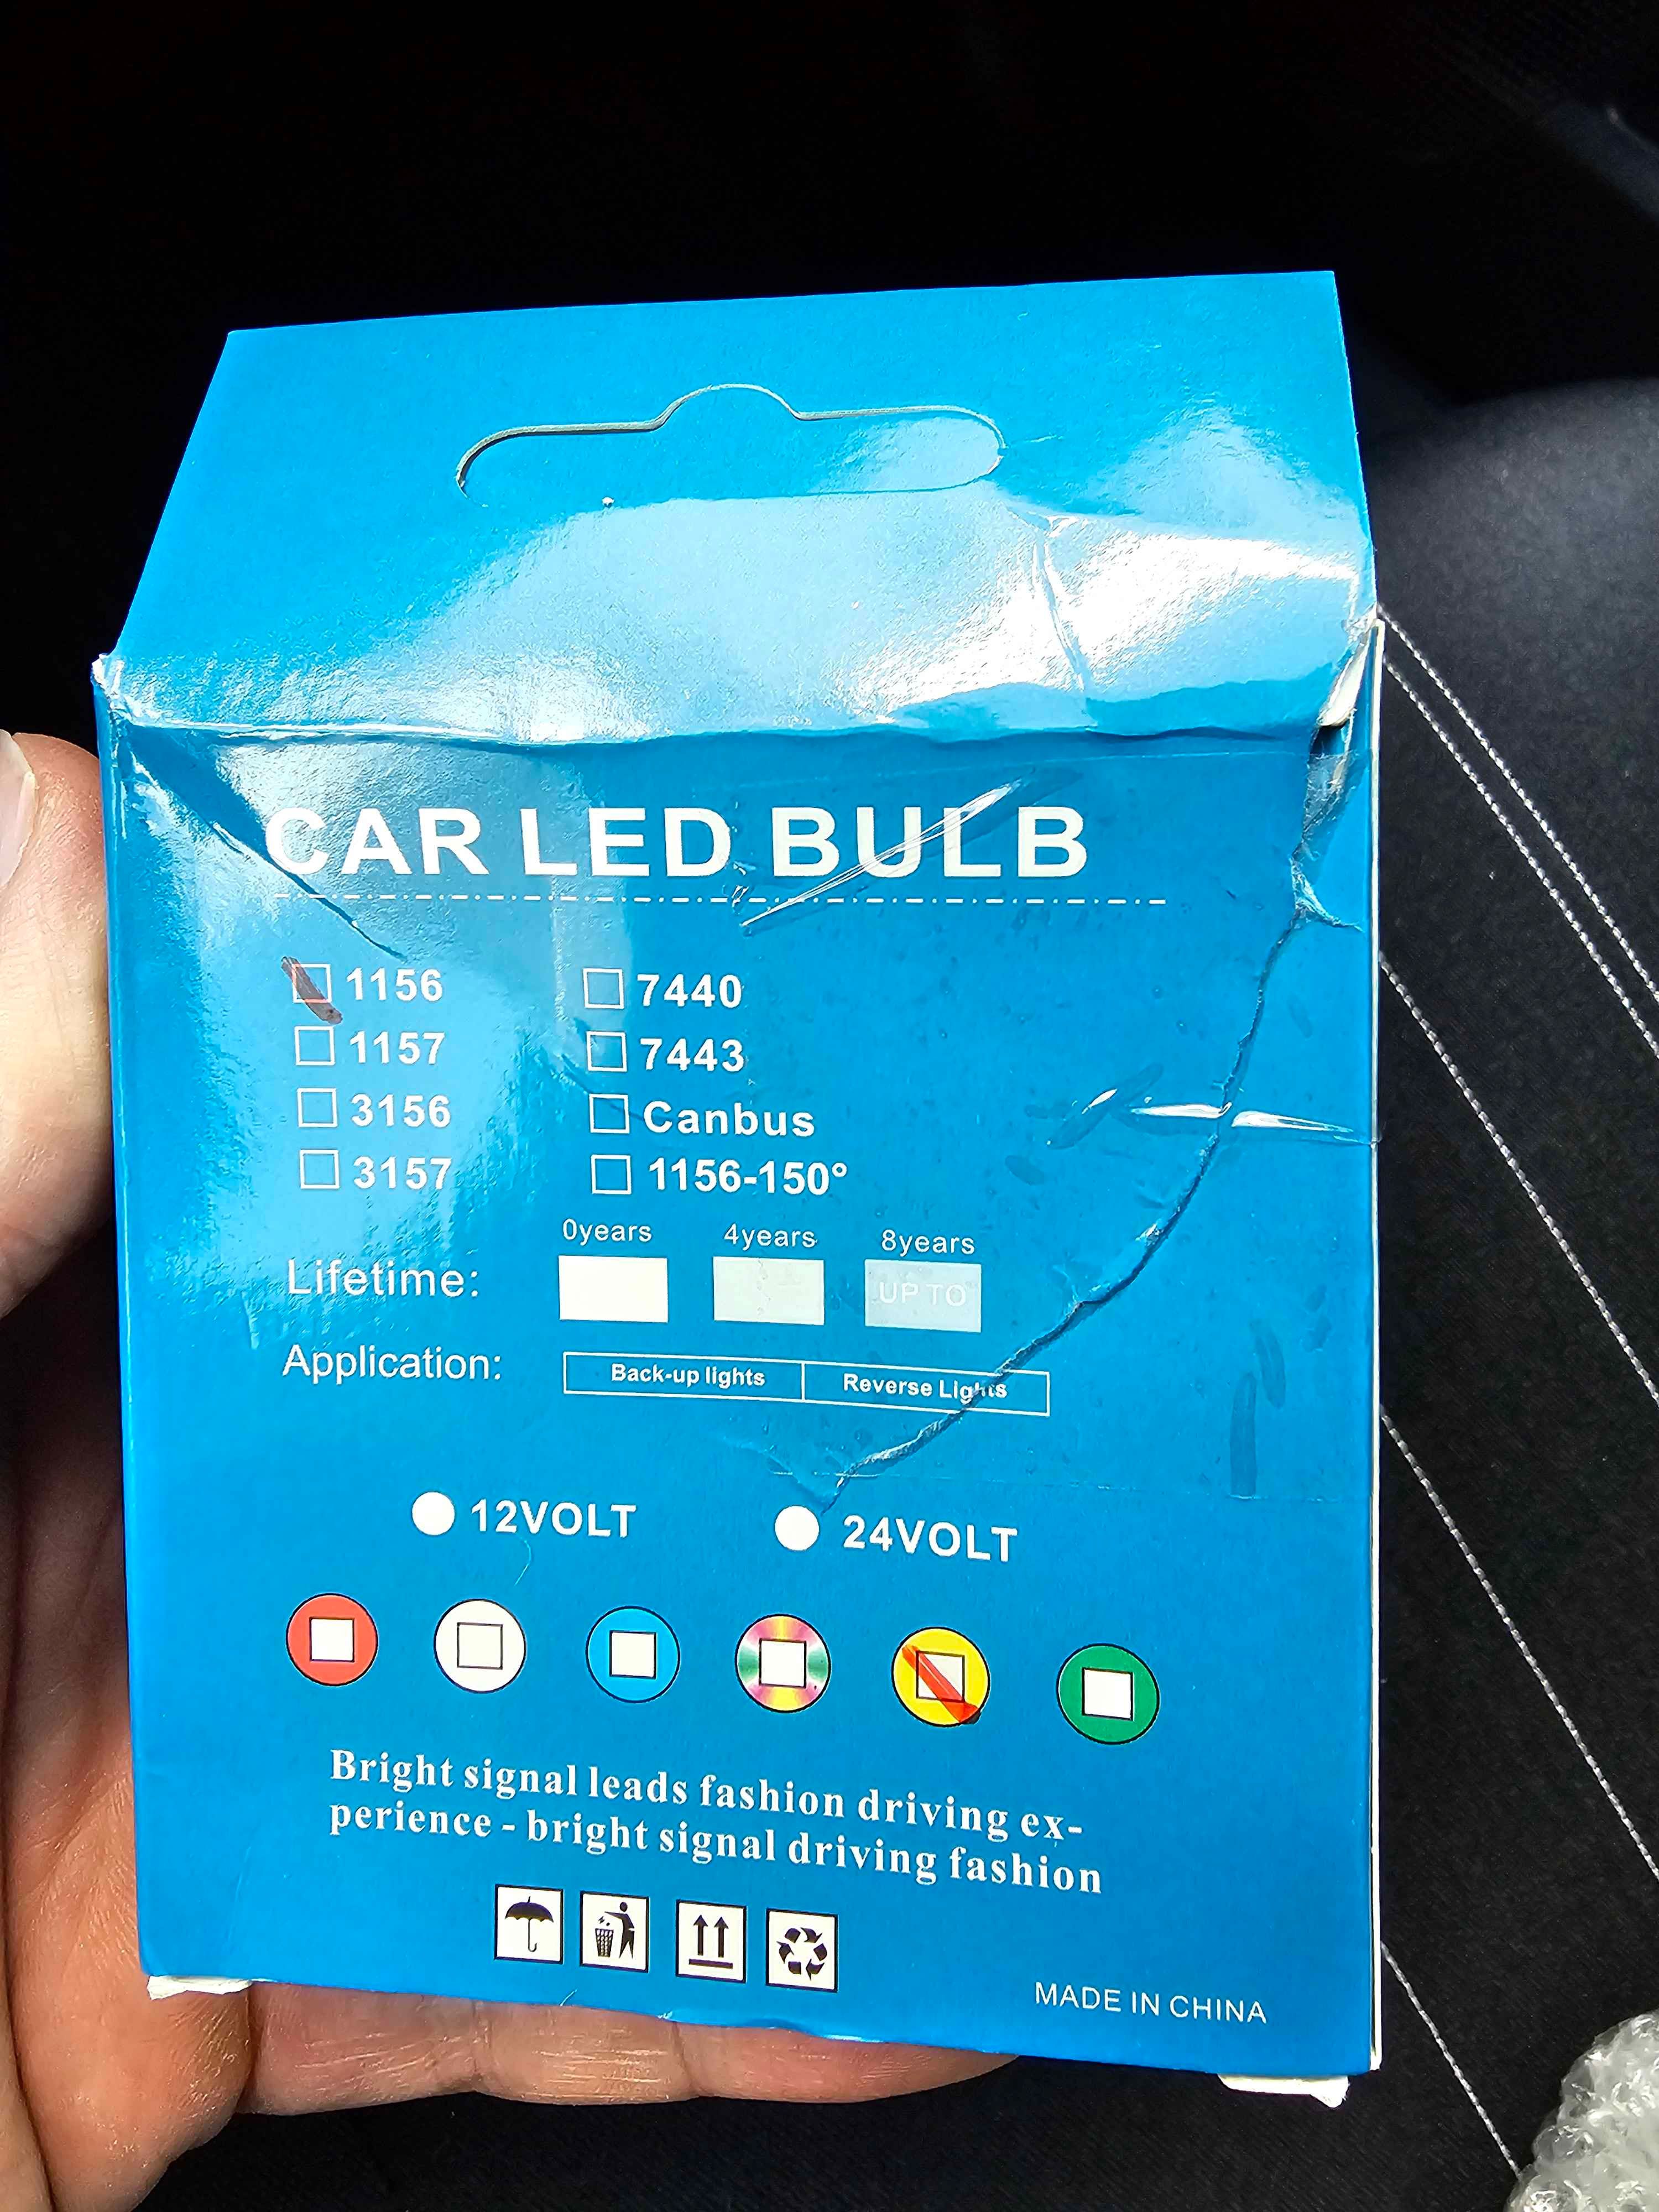 CAR LED BULB
1156 7440
1157 7443
3156 Canbus
3157 1156-150°
0years 4years 8years
Lifetime: UP TO
Application: Back-up lights Reverse Lights
12VOLT 24VOLT
Bright signal leads fashion driving ex-
perience - bright signal driving fashion
MADE IN CHINA